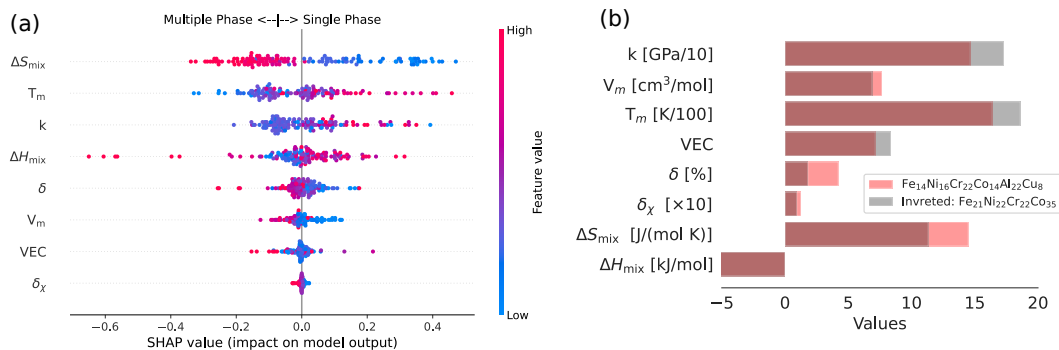 (a)
Multiple Phase <--|--> Single Phase
High
ΔS_mix
T_m
k
ΔH_mix
δ
V_m
VEC
δ_χ
Feature value
Low
−0.6 −0.4 −0.2 0.0 0.2 0.4
SHAP value (impact on model output)
(b)
k [GPa/10]
V_m [cm³/mol]
T_m [K/100]
VEC
δ [%]
δ_χ [×10]
ΔS_mix [J/(mol K)]
ΔH_mix [kJ/mol]
Fe₁₄Ni₁₆Cr₂₂Co₁₄Al₂₂Cu₈
Invreted: Fe₂₁Ni₂₂Cr₂₂Co₃₅
−5 0 5 10 15 20
Values